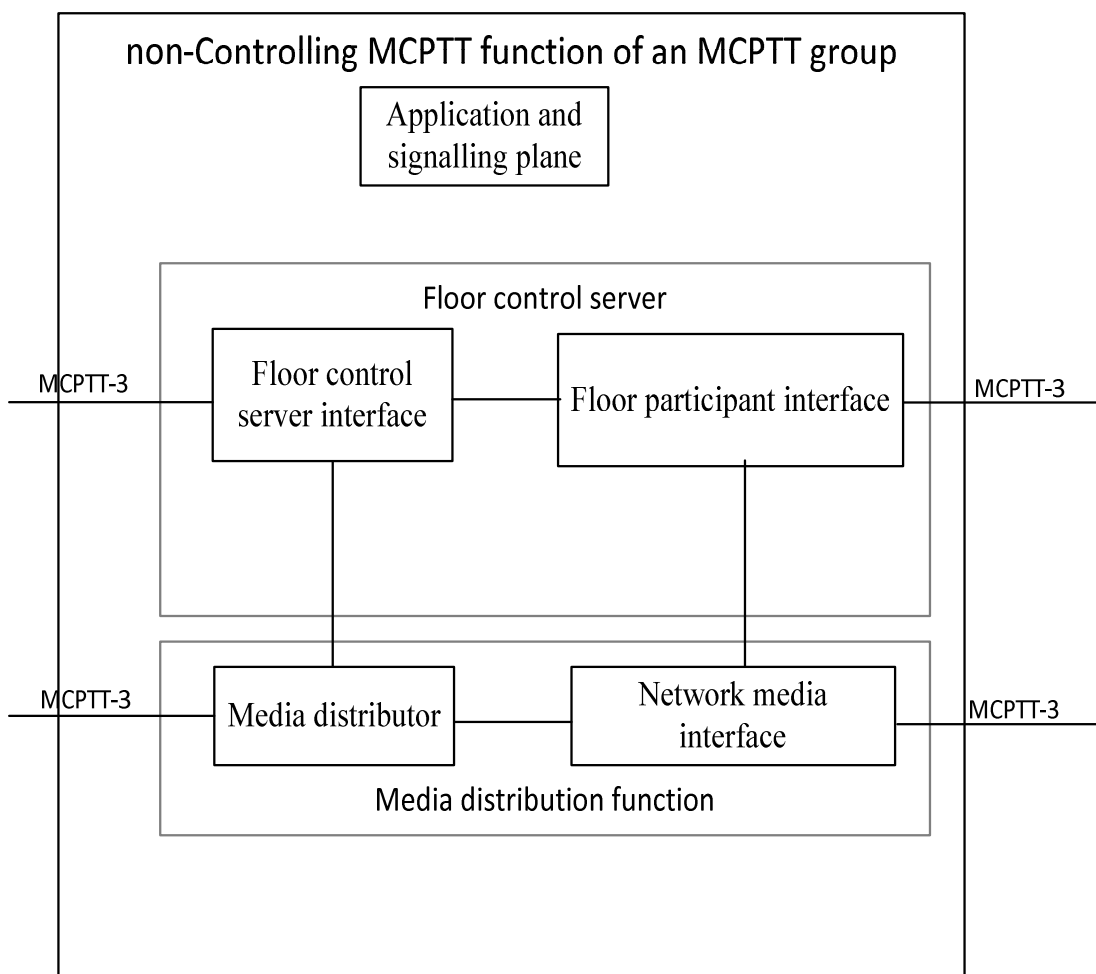 non-Controlling MCPTT function of an MCPTT group
Application and
signalling plane
Floor control server
MCPTT-3
Floor control
server interface
Floor participant interface
MCPTT-3
MCPTT-3
Media distributor
Network media
interface
MCPTT-3
Media distribution function